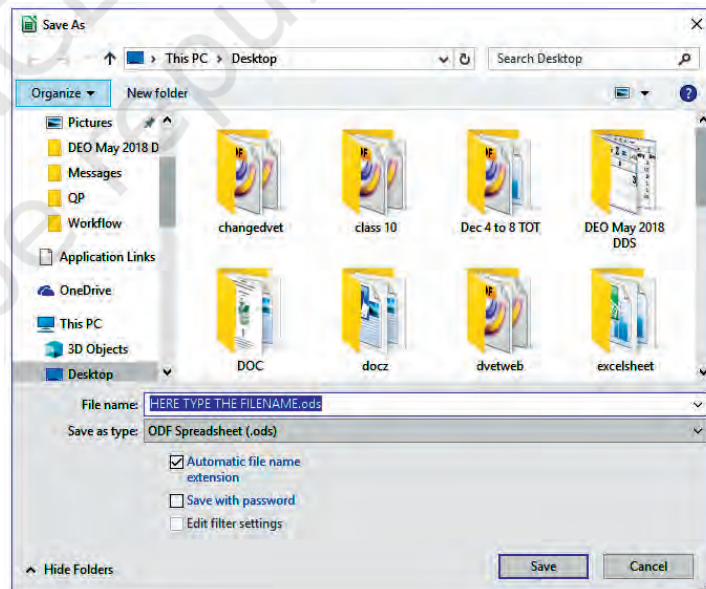 Save As
This PC > Desktop
Search Desktop
Organize
New folder
Pictures
DEO May 2018 D
Messages
QP
Workflow
Application Links
OneDrive
This PC
3D Objects
Desktop
changedvet
class 10
Dec 4 to 8 TOT
DEO May 2018
DDS
DOC
docz
dvetweb
excelsheet
File name: HERE TYPE THE FILENAME.ods
Save as type: ODF Spreadsheet (.ods)
Automatic file name
extension
Save with password
Edit filter settings
Hide Folders
Save
Cancel